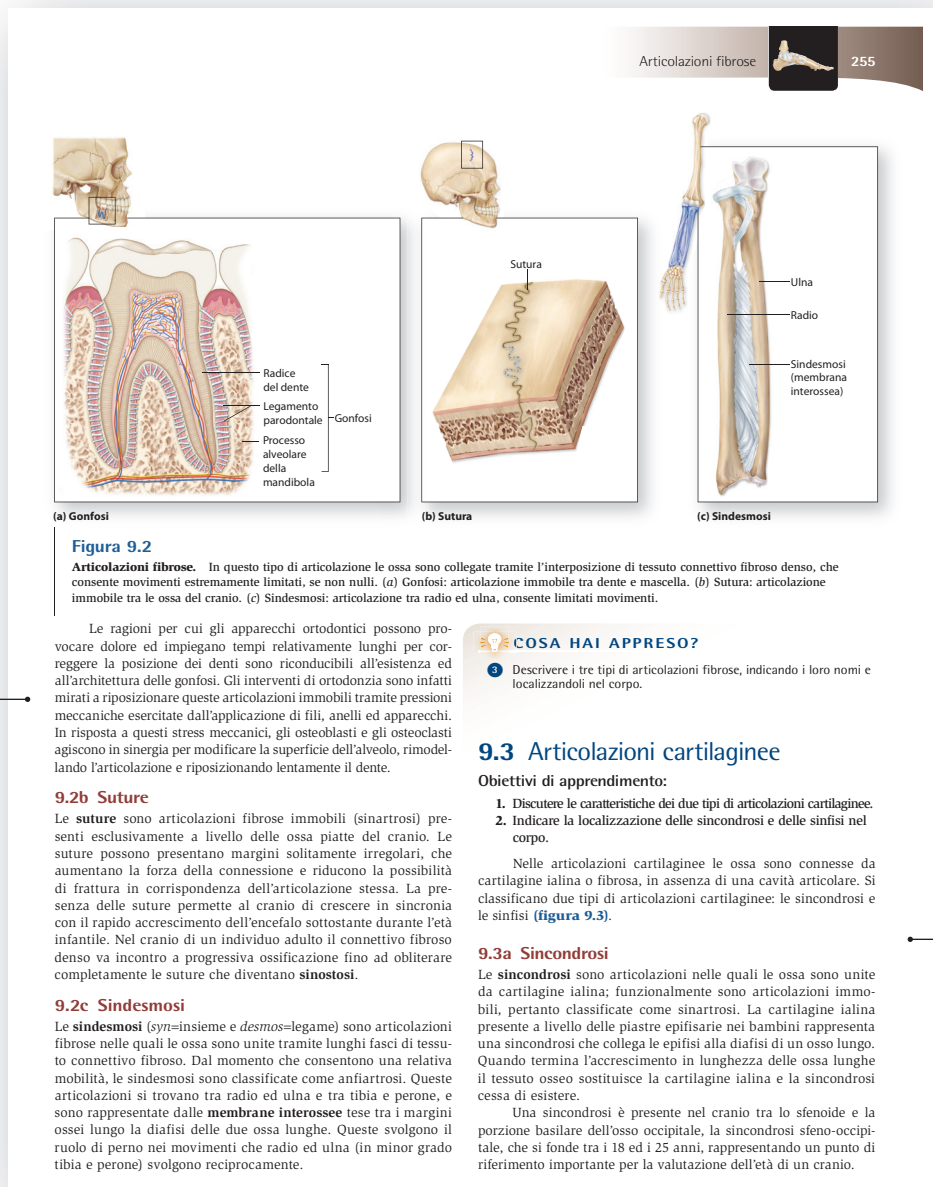 Articolazioni fibrose
255
Sutura
Ulna
Radio
Sindesmosi
(membrana
interossea)
Radice
del dente
Legamento
parodontale
Gonfosi
Processo
alveolare
della
mandibola
(a) Gonfosi
(b) Sutura
(c) Sindesmosi
Figura 9.2
Articolazioni fibrose. In questo tipo di articolazione le ossa sono collegate tramite l'interposizione di tessuto connettivo fibroso denso, che
consente movimenti estremamente limitati, se non nulli. (a) Gonfosi: articolazione immobile tra dente e mascella. (b) Sutura: articolazione
immobile tra le ossa del cranio. (c) Sindesmosi: articolazione tra radio ed ulna, consente limitati movimenti.
Le ragioni per cui gli apparecchi ortodontici possono pro-
vocare dolore ed impiegano tempi relativamente lunghi per cor-
reggere la posizione dei denti sono riconducibili all'esistenza ed
all'architettura delle gonfosi. Gli interventi di ortodonzia sono infatti
mirati a riposizionare queste articolazioni immobili tramite pressioni
meccaniche esercitate dall'applicazione di fili, anelli ed apparecchi.
In risposta a questi stress meccanici, gli osteoblasti e gli osteoclasti
agiscono in sinergia per modificare la superficie dell'alveolo, rimodel-
lando l'articolazione e riposizionando lentamente il dente.
9.2b Suture
Le suture sono articolazioni fibrose immobili (sinartrosi) pre-
senti esclusivamente a livello delle ossa piatte del cranio. Le
suture possono presentano margini solitamente irregolari, che
aumentano la forza della connessione e riducono la possibilità
di frattura in corrispondenza dell'articolazione stessa. La pre-
senza delle suture permette al cranio di crescere in sincronia
con il rapido accrescimento dell'encefalo sottostante durante l'età
infantile. Nel cranio di un individuo adulto il connettivo fibroso
denso va incontro a progressiva ossificazione fino ad obliterare
completamente le suture che diventano sinostosi.
9.2c Sindesmosi
Le sindesmosi (syn=insieme e desmos=legame) sono articolazioni
fibrose nelle quali le ossa sono unite tramite lunghi fasci di tessu-
to connettivo fibroso. Dal momento che consentono una relativa
mobilità, le sindesmosi sono classificate come anfiartrosi. Queste
articolazioni si trovano tra radio ed ulna e tra tibia e perone, e
sono rappresentate dalle membrane interossee tese tra i margini
ossei lungo la diafisi delle due ossa lunghe. Queste svolgono il
ruolo di perno nei movimenti che radio ed ulna (in minor grado
tibia e perone) svolgono reciprocamente.
COSA HAI APPRESO?
3 Descrivere i tre tipi di articolazioni fibrose, indicando i loro nomi e
localizzandoli nel corpo.
9.3 Articolazioni cartilaginee
Obiettivi di apprendimento:
1. Discutere le caratteristiche dei due tipi di articolazioni cartilaginee.
2. Indicare la localizzazione delle sincondrosi e delle sinfisi nel
corpo.
Nelle articolazioni cartilaginee le ossa sono connesse da
cartilagine ialina o fibrosa, in assenza di una cavità articolare. Si
classificano due tipi di articolazioni cartilaginee: le sincondrosi e
le sinfisi (figura 9.3).
9.3a Sincondrosi
Le sincondrosi sono articolazioni nelle quali le ossa sono unite
da cartilagine ialina; funzionalmente sono articolazioni immo-
bili, pertanto classificate come sinartrosi. La cartilagine ialina
presente a livello delle piastre epifisarie nei bambini rappresenta
una sincondrosi che collega le epifisi alla diafisi di un osso lungo.
Quando termina l'accrescimento in lunghezza delle ossa lunghe
il tessuto osseo sostituisce la cartilagine ialina e la sincondrosi
cessa di esistere.
Una sincondrosi è presente nel cranio tra lo sfenoide e la
porzione basilare dell'osso occipitale, la sincondrosi sfeno-occipi-
tale, che si fonde tra i 18 ed i 25 anni, rappresentando un punto di
riferimento importante per la valutazione dell'età di un cranio.